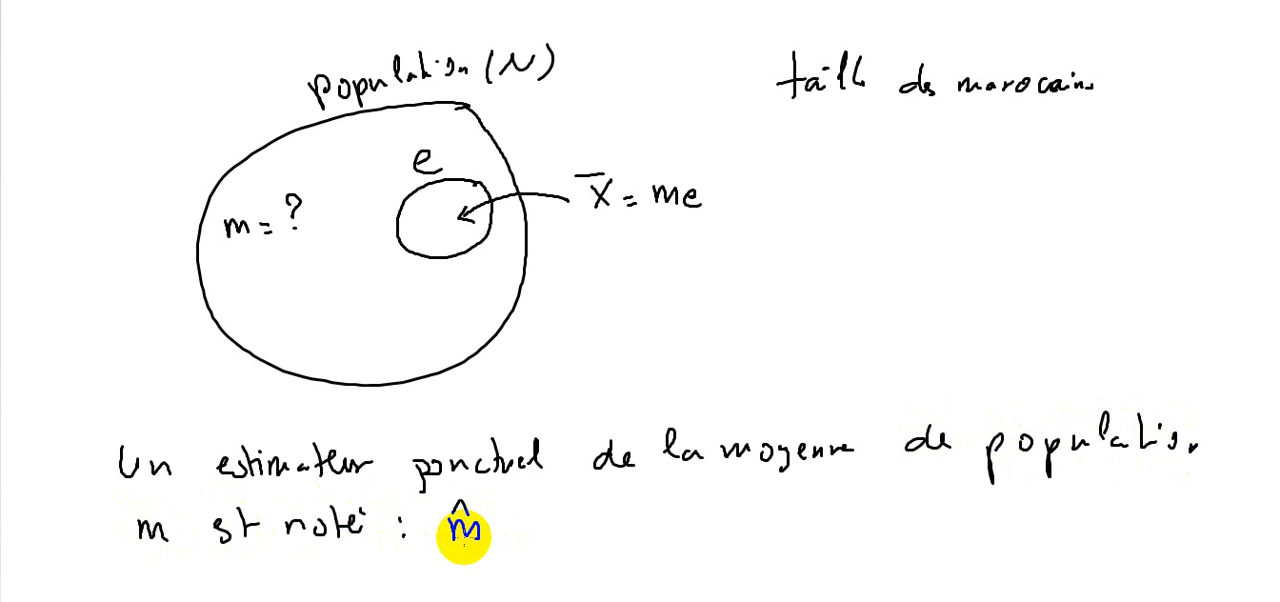 population (N)
taille des marocains
e
m = ?
X̅ = me
Un estimateur ponctuel de la moyenne de population
m est noté : m̂